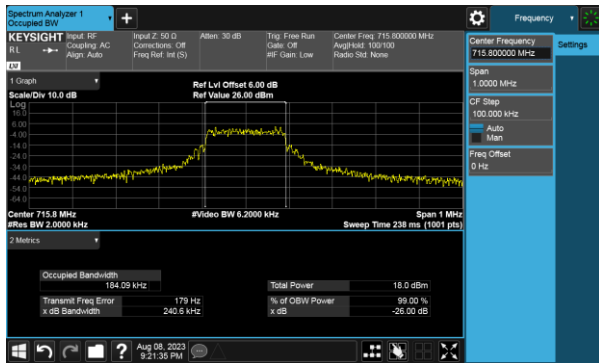 Spectrum Analyzer 1
Occupied BW
Frequency
KEYSIGHT
RL
Input: RF
Coupling: AC
Align: Auto
Input Z: 50 Ω
Corrections: Off
Freq Ref: Int (S)
Atten: 30 dB
Trig: Free Run
Gate: Off
#IF Gain: Low
Center Freq: 715.800000 MHz
Avg|Hold: 100/100
Radio Std: None
LW
1 Graph
Scale/Div 10.0 dB
Ref Lvl Offset 6.00 dB
Ref Value 26.00 dBm
Log
16.0
6.00
-4.00
-14.0
-24.0
-34.0
-44.0
-54.0
-64.0
Center 715.8 MHz
#Res BW 2.0000 kHz
#Video BW 6.2000 kHz
Span 1 MHz
Sweep Time 238 ms (1001 pts)
2 Metrics
Occupied Bandwidth
184.09 kHz
Total Power 18.0 dBm
Transmit Freq Error 179 Hz
% of OBW Power 99.00 %
x dB Bandwidth 240.6 kHz
x dB -26.00 dB
Aug 08, 2023
9:21:35 PM
Center Frequency
715.800000 MHz
Settings
Span
1.0000 MHz
CF Step
100.000 kHz
Auto
Man
Freq Offset
0 Hz